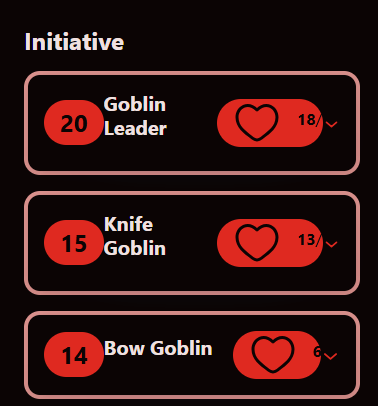 Initiative
20
Goblin
Leader
18/
15
Knife
Goblin
13/
14
Bow Goblin
6